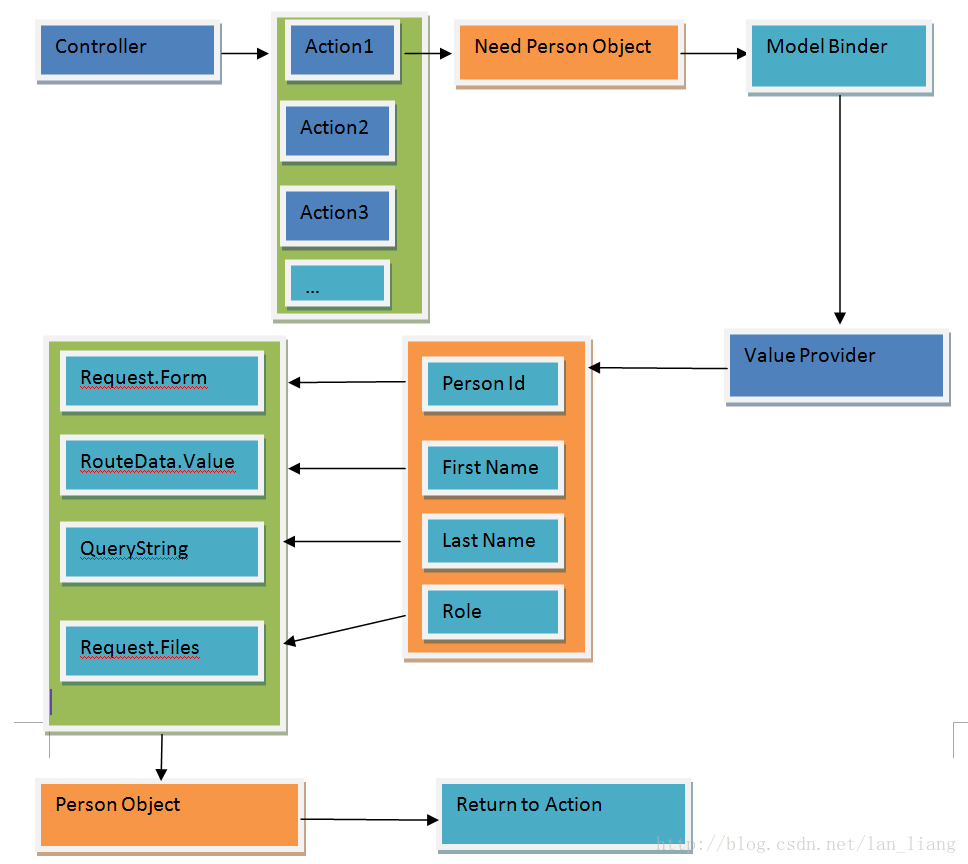 Controller
Action1
Need Person Object
Model Binder
Action2
Action3
...
Value Provider
Request.Form
Person Id
RouteData.Value
First Name
QueryString
Last Name
Role
Request.Files
Person Object
Return to Action
http://blog.csdn.net/lan_liang